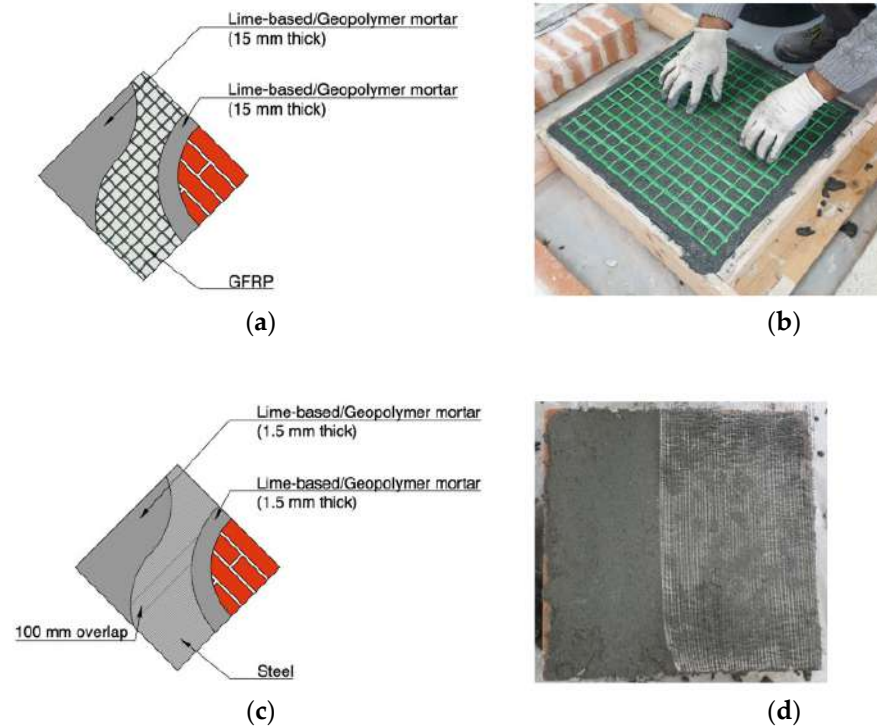 Lime-based/Geopolymer mortar
(15 mm thick)
Lime-based/Geopolymer mortar
(15 mm thick)
GFRP
(a)
(b)
Lime-based/Geopolymer mortar
(1.5 mm thick)
Lime-based/Geopolymer mortar
(1.5 mm thick)
100 mm overlap
Steel
(c)
(d)